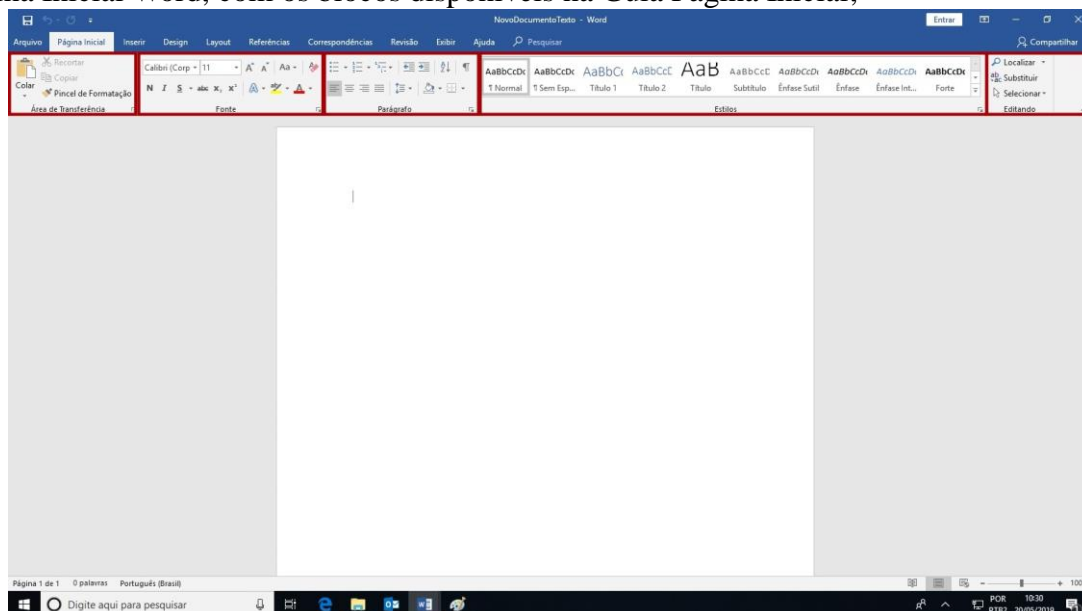 Inicial Word, com os blocos disponíveis na Guia Página Inicial,
NovoDocumentoTexto - Word
Entrar
Arquivo Página Inicial Inserir Design Layout Referências Correspondências Revisão Exibir Ajuda Pesquisar
Compartilhar
Colar
Recortar
Copiar
Pincel de Formatação
Área de Transferência
Calibri (Corp 11
N I S abc x, x²
Fonte
Parágrafo
AaBbCcDc AaBbCcDc AaBbCc AaBbCcC AaB AaBbCcC AaBbCcDc AaBbCcDc AaBbCcDc AaBbCcDc
¶ Normal ¶ Sem Esp... Título 1 Título 2 Título Subtítulo Ênfase Sutil Ênfase Ênfase Int... Forte
Estilos
Localizar
Substituir
Selecionar
Editando
Página 1 de 1 0 palavras Português (Brasil)
100
Digite aqui para pesquisar
POR 10:30
PTB2 20/05/2019